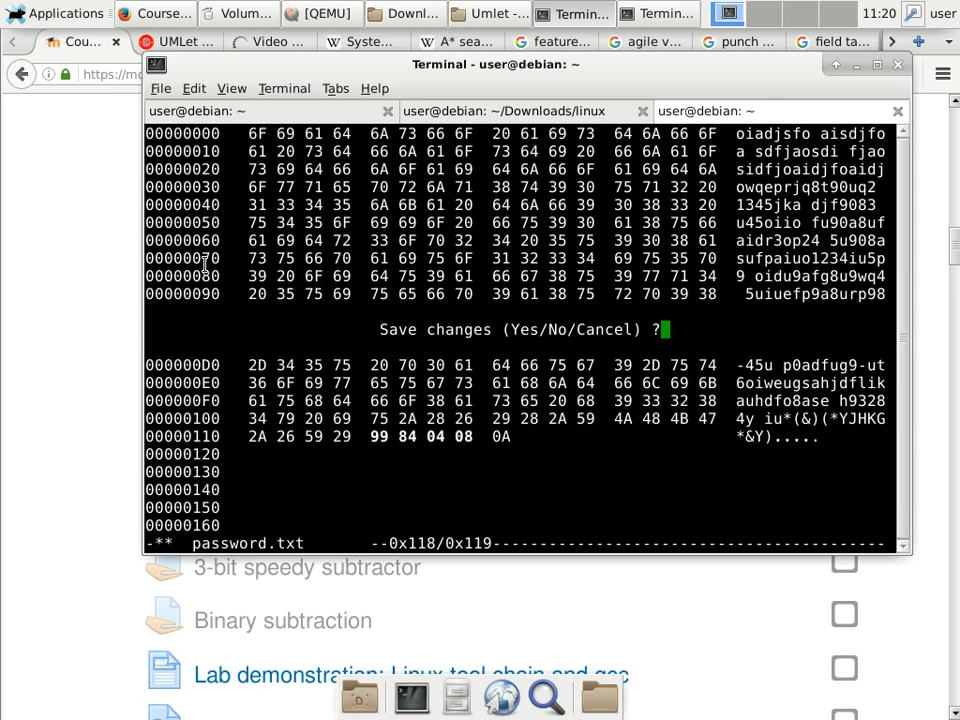 Applications Course... Volum... [QEMU] Downl... Umlet -... Termin... Termin... 11:20 user
Cou... UMLet ... Video ... Syste... A* sea... feature... agile v... punch ... field ta...
https://mo
Terminal - user@debian: ~
File Edit View Terminal Tabs Help
user@debian: ~ user@debian: ~/Downloads/linux user@debian: ~
00000000 6F 69 61 64 6A 73 66 6F 20 61 69 73 64 6A 66 6F oiadjsfo aisdjfo
00000010 61 20 73 64 66 6A 61 6F 73 64 69 20 66 6A 61 6F a sdfjaosdi fjao
00000020 73 69 64 66 6A 6F 61 69 64 6A 66 6F 61 69 64 6A sidfjoaidjfoaidj
00000030 6F 77 71 65 70 72 6A 71 38 74 39 30 75 71 32 20 owqeprjq8t90uq2
00000040 31 33 34 35 6A 6B 61 20 64 6A 66 39 30 38 33 20 1345jka djf9083
00000050 75 34 35 6F 69 69 6F 20 66 75 39 30 61 38 75 66 u45oiio fu90a8uf
00000060 61 69 64 72 33 6F 70 32 34 20 35 75 39 30 38 61 aidr3op24 5u908a
00000070 73 75 66 70 61 69 75 6F 31 32 33 34 69 75 35 70 sufpaiuo1234iu5p
00000080 39 20 6F 69 64 75 39 61 66 67 38 75 39 77 71 34 9 oidu9afg8u9wq4
00000090 20 35 75 69 75 65 66 70 39 61 38 75 72 70 39 38 5uiuefp9a8urp98
Save changes (Yes/No/Cancel) ?
000000D0 2D 34 35 75 20 70 30 61 64 66 75 67 39 2D 75 74 -45u p0adfug9-ut
000000E0 36 6F 69 77 65 75 67 73 61 68 6A 64 66 6C 69 6B 6oiweugsahjdflik
000000F0 61 75 68 64 66 6F 38 61 73 65 20 68 39 33 32 38 auhdfo8ase h9328
00000100 34 79 20 69 75 2A 28 26 29 28 2A 59 4A 48 4B 47 4y iu*(&)(*YJHKG
00000110 2A 26 59 29 99 84 04 08 0A *&Y).....
00000120
00000130
00000140
00000150
00000160
-** password.txt --0x118/0x119------------------------------------------
3-bit speedy subtractor
Binary subtraction
Lab demonstration: Linux tool chain and gcc